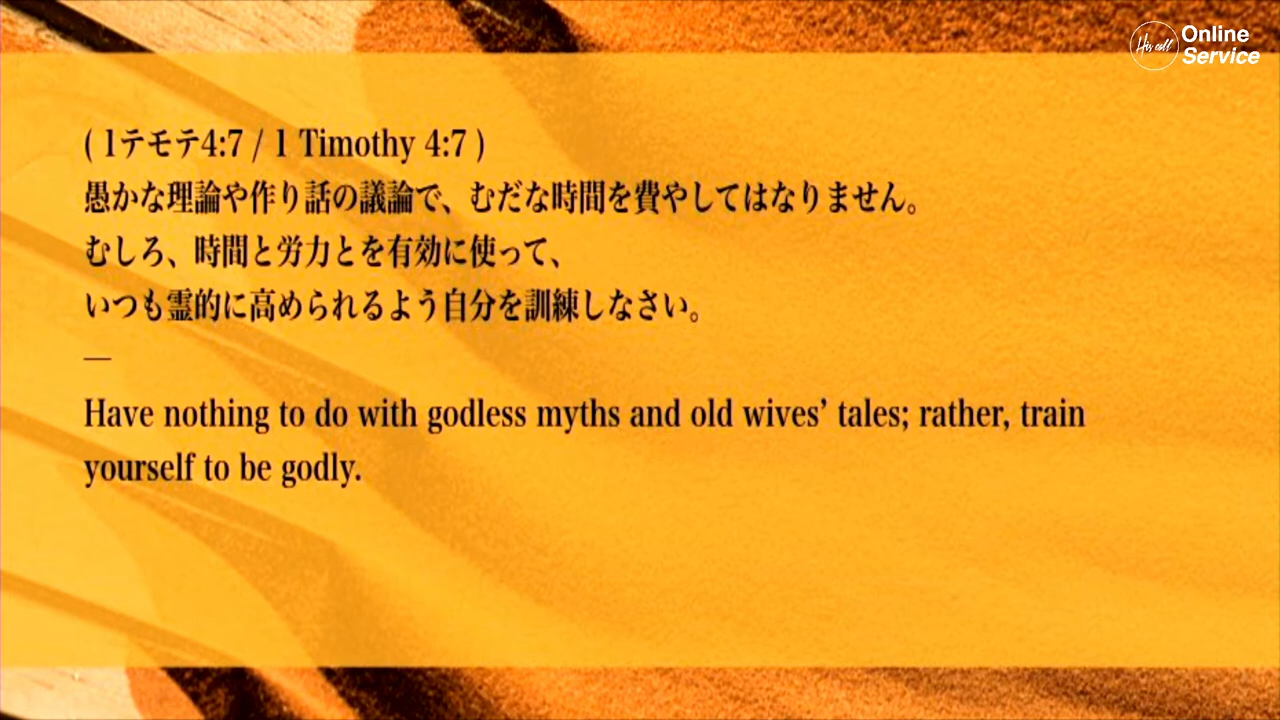 His call
Online
Service
( 1テモテ4:7 / 1 Timothy 4:7 )
愚かな理論や作り話の議論で、むだな時間を費やしてはなりません。
むしろ、時間と労力とを有効に使って、
いつも霊的に高められるよう自分を訓練しなさい。
—
Have nothing to do with godless myths and old wives’ tales; rather, train
yourself to be godly.